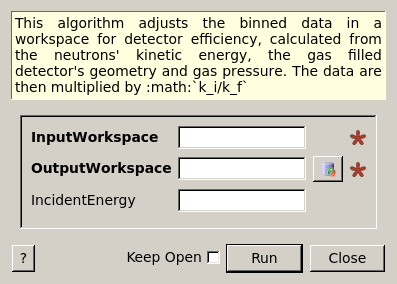 This algorithm adjusts the binned data in a
workspace for detector efficiency, calculated from
the neutrons' kinetic energy, the gas filled
detector's geometry and gas pressure. The data are
then multiplied by :math:`k_i/k_f`
InputWorkspace
OutputWorkspace
IncidentEnergy
? Keep Open Run Close